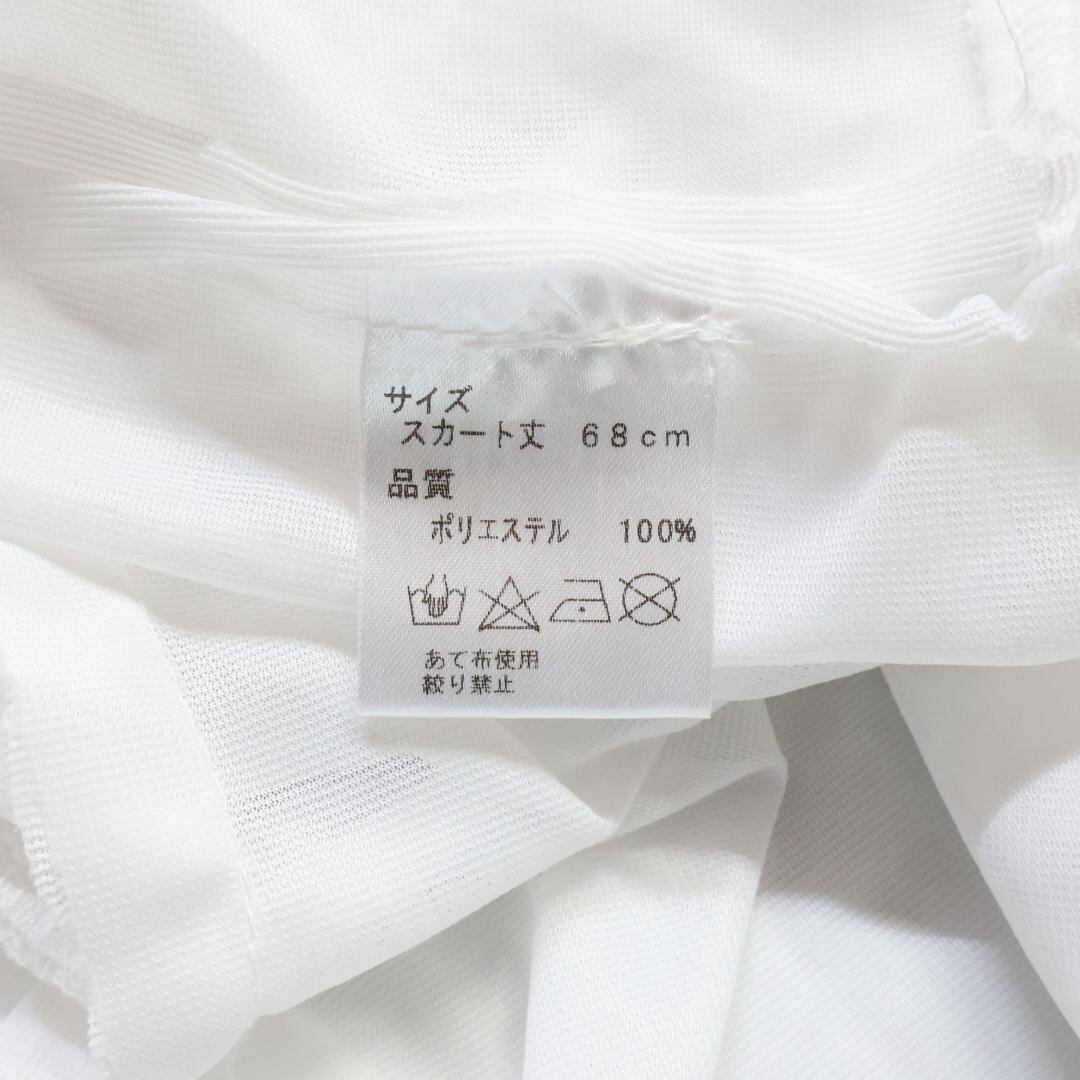 サイズ
スカート丈 68cm
品質
ポリエステル 100%
あて布使用
絞り禁止